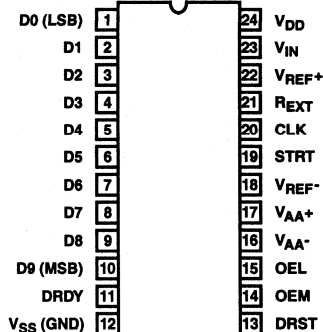 D0 (LSB) 1 24 VDD
D1 2 23 VIN
D2 3 22 VREF+
D3 4 21 REXT
D4 5 20 CLK
D5 6 19 STRT
D6 7 18 VREF-
D7 8 17 VAA+
D8 9 16 VAA-
D9 (MSB) 10 15 OEL
DRDY 11 14 OEM
VSS (GND) 12 13 DRST